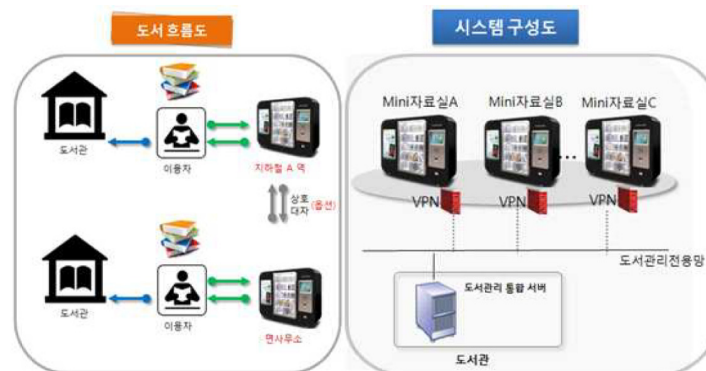 도서 흐름도
시스템 구성도
도서관
이용자
지하철 A 역
상호
대차(옵션)
도서관
이용자
면사무소
Mini자료실A
Mini자료실B
Mini자료실C
...
VPN
VPN
VPN
도서관리전용망
도서관리 통합 서버
도서관